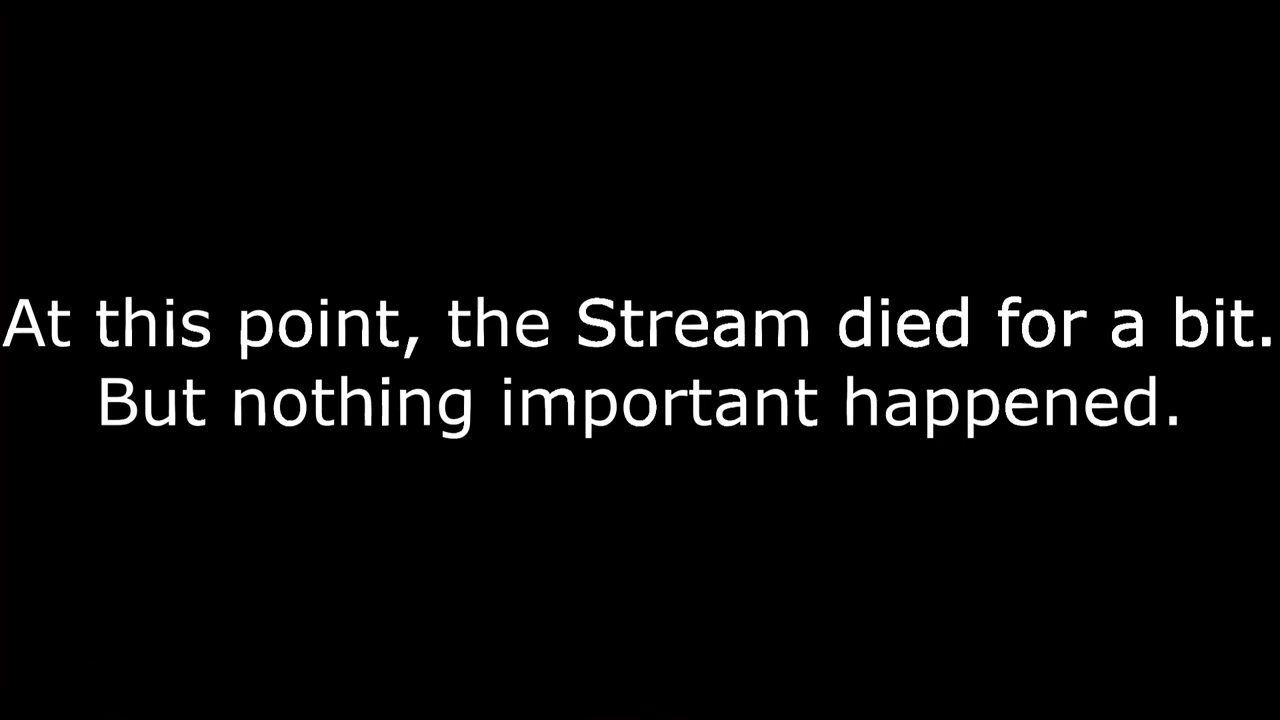 At this point, the Stream died for a bit.
But nothing important happened.